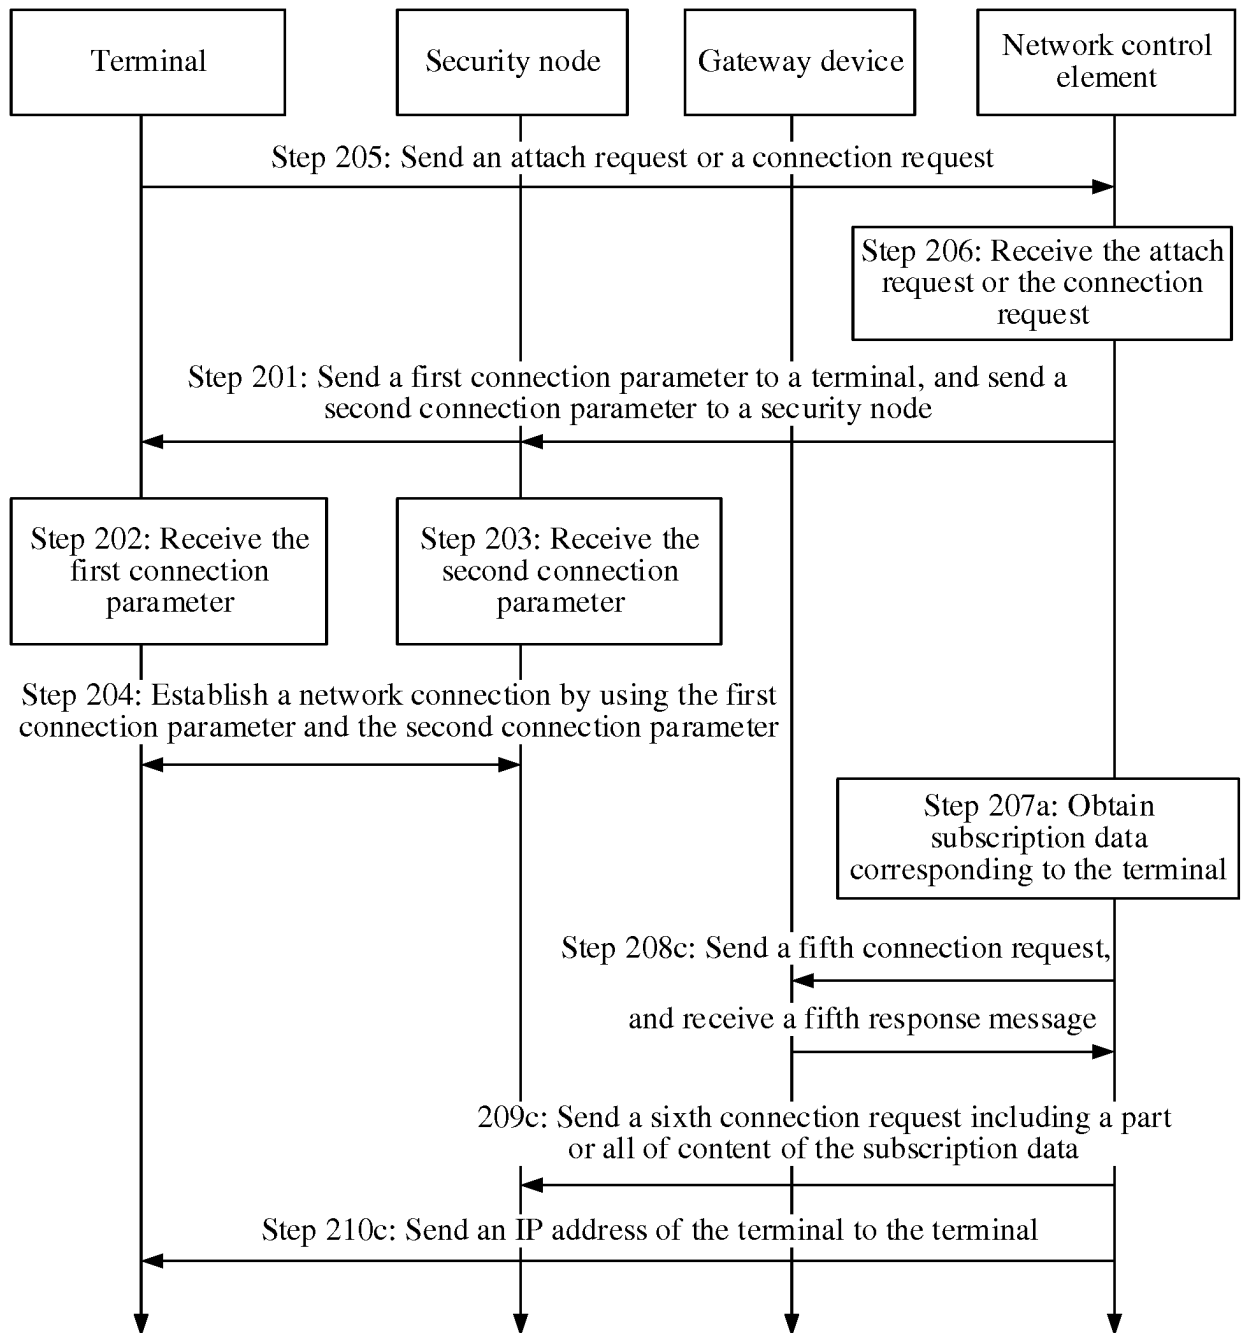 Terminal
Security node
Gateway device
Network control
element
Step 205: Send an attach request or a connection request
Step 206: Receive the attach
request or the connection
request
Step 201: Send a first connection parameter to a terminal, and send a
second connection parameter to a security node
Step 202: Receive the
first connection
parameter
Step 203: Receive the
second connection
parameter
Step 204: Establish a network connection by using the first
connection parameter and the second connection parameter
Step 207a: Obtain
subscription data
corresponding to the terminal
Step 208c: Send a fifth connection request,
and receive a fifth response message
209c: Send a sixth connection request including a part
or all of content of the subscription data
Step 210c: Send an IP address of the terminal to the terminal